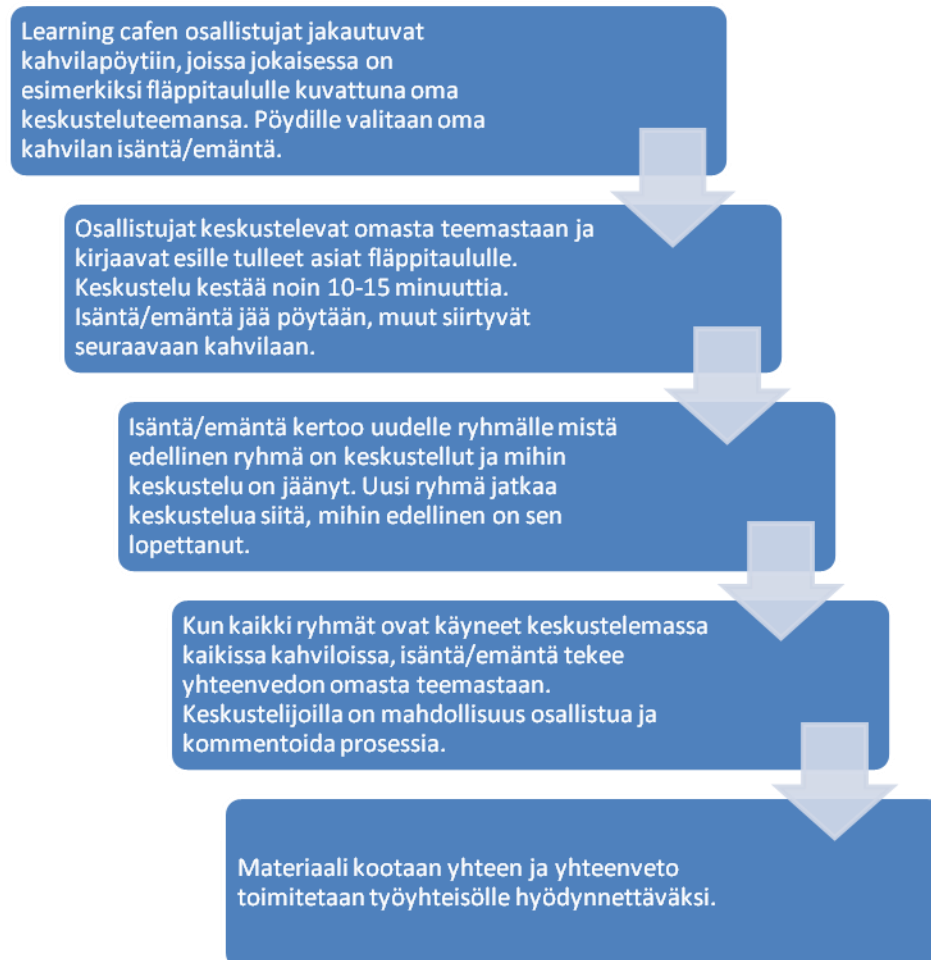 Learning cafen osallistujat jakautuvat
kahvilapöytiin, joissa jokaisessa on
esimerkiksi fläppitaululle kuvattuna oma
keskusteluteemansa. Pöydille valitaan oma
kahvilan isäntä/emäntä.
Osallistujat keskustelevat omasta teemastaan ja
kirjaavat esille tulleet asiat fläppitaululle.
Keskustelu kestää noin 10-15 minuuttia.
Isäntä/emäntä jää pöytään, muut siirtyvät
seuraavaan kahvilaan.
Isäntä/emäntä kertoo uudelle ryhmälle mistä
edellinen ryhmä on keskustellut ja mihin
keskustelu on jäänyt. Uusi ryhmä jatkaa
keskustelua siitä, mihin edellinen on sen
lopettanut.
Kun kaikki ryhmät ovat käyneet keskustelemassa
kaikissa kahviloissa, isäntä/emäntä tekee
yhteenvedon omasta teemastaan.
Keskustelijoilla on mahdollisuus osallistua ja
kommentoida prosessia.
Materiaali kootaan yhteen ja yhteenveto
toimitetaan työyhteisölle hyödynnettäväksi.